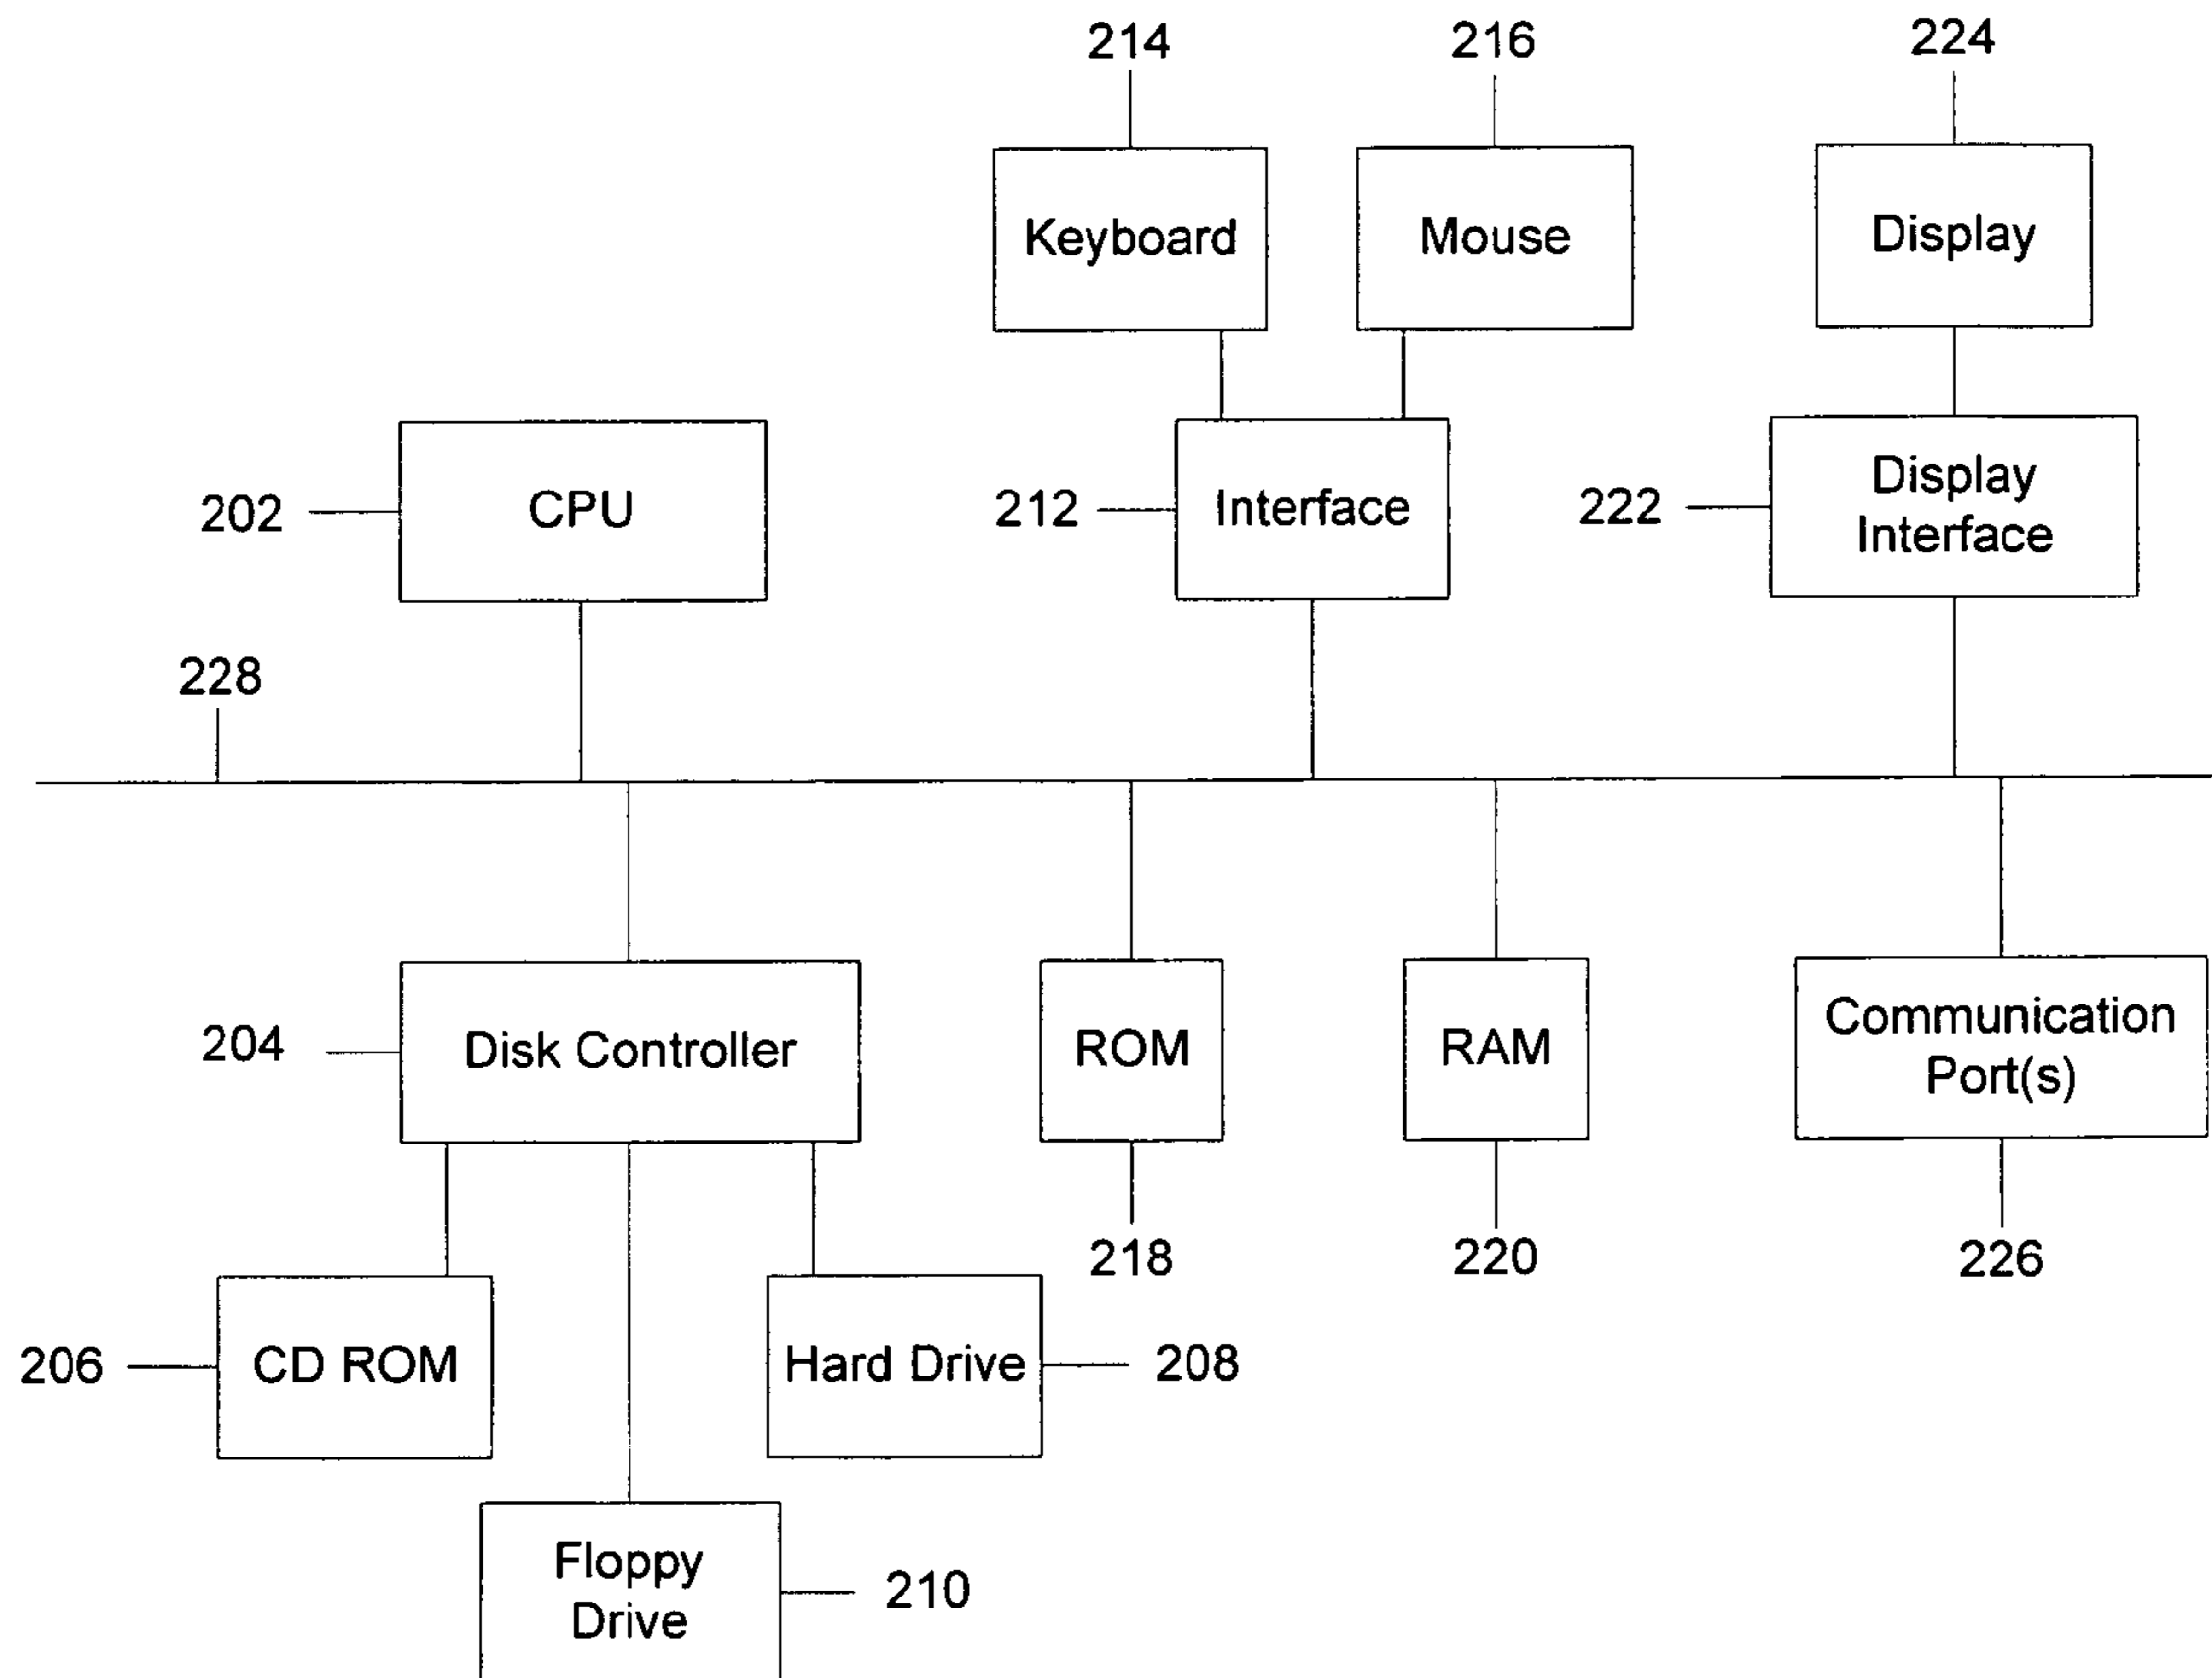 214
216
224
Keyboard
Mouse
Display
202
CPU
212
Interface
222
Display
Interface
228
204
Disk Controller
ROM
RAM
Communication
Port(s)
218
220
226
206
CD ROM
Hard Drive
208
Floppy
Drive
210